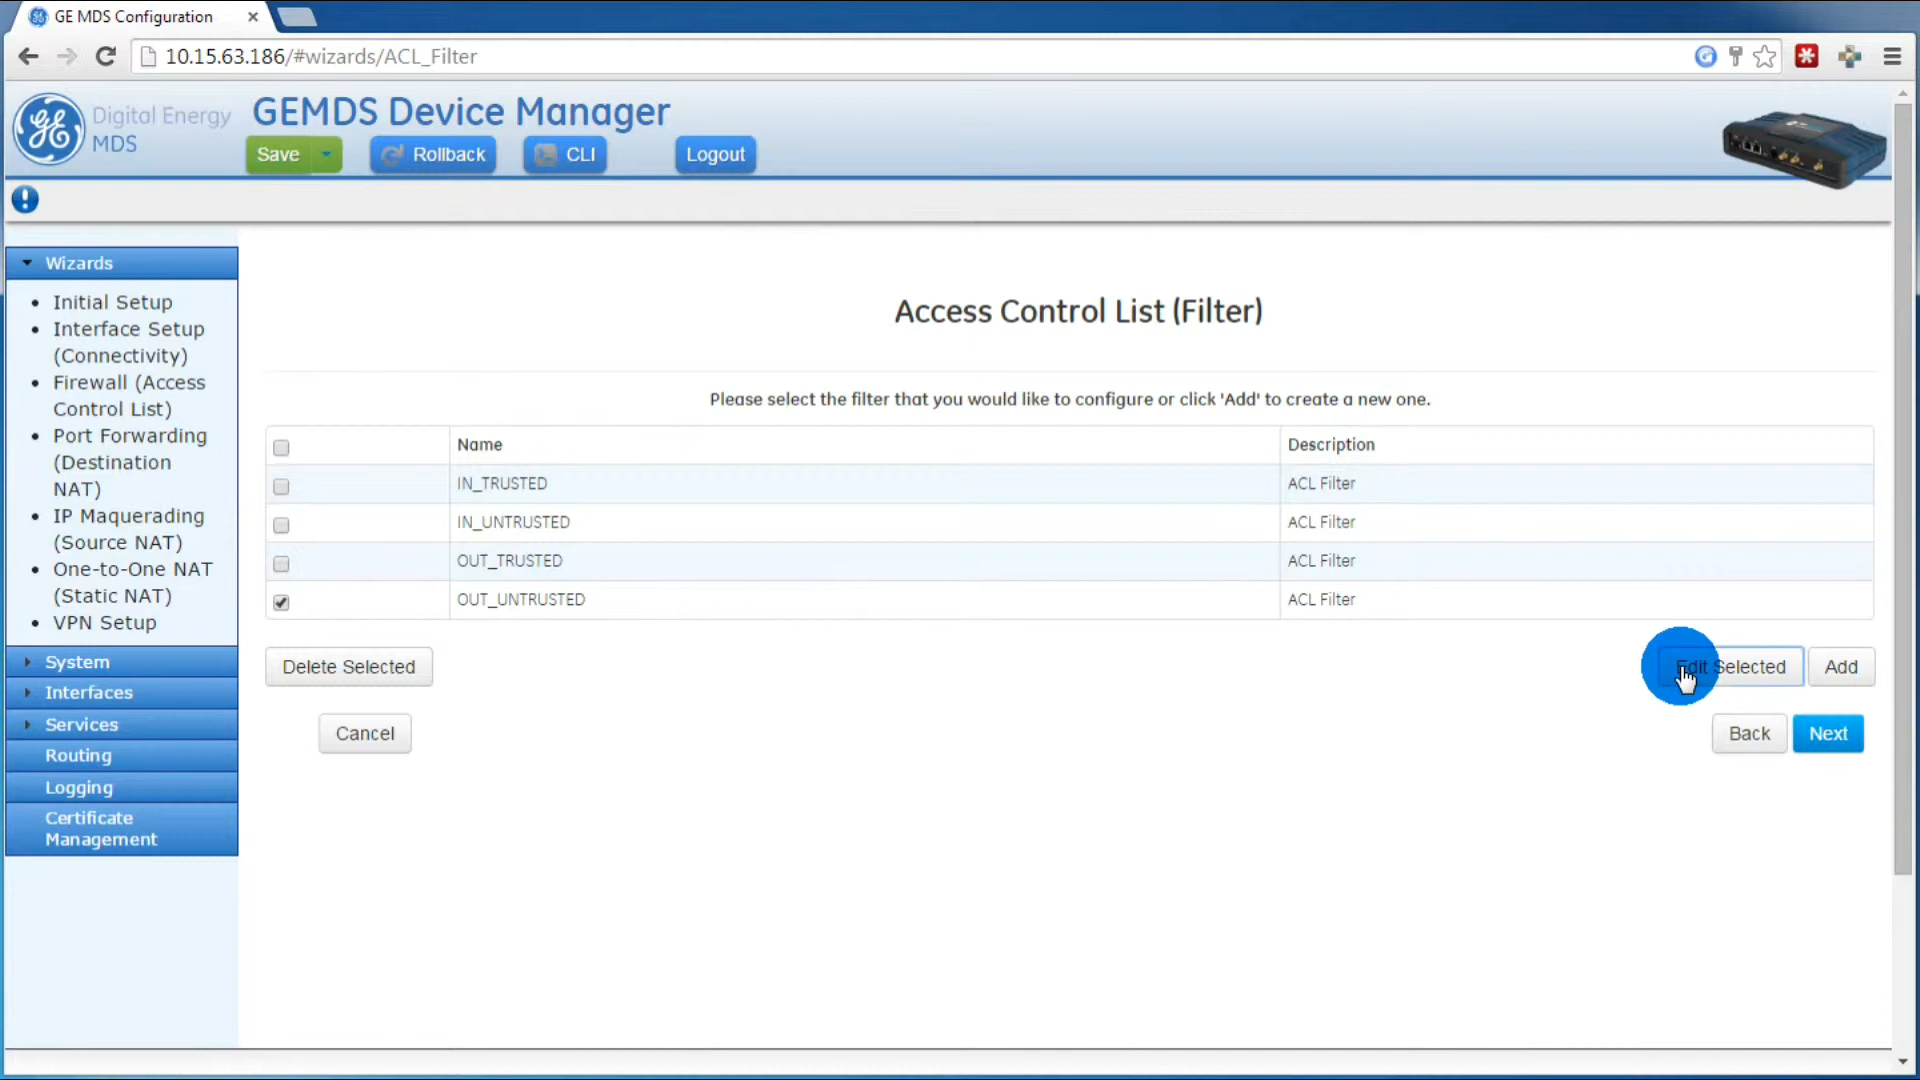 GE MDS Configuration
10.15.63.186/#wizards/ACL_Filter
Digital Energy
MDS
GEMDS Device Manager
Save
Rollback
CLI
Logout
Wizards
Initial Setup
Interface Setup
(Connectivity)
Firewall (Access
Control List)
Port Forwarding
(Destination
NAT)
IP Maquerading
(Source NAT)
One-to-One NAT
(Static NAT)
VPN Setup
System
Interfaces
Services
Routing
Logging
Certificate
Management
Access Control List (Filter)
Please select the filter that you would like to configure or click 'Add' to create a new one.
Name Description
IN_TRUSTED ACL Filter
IN_UNTRUSTED ACL Filter
OUT_TRUSTED ACL Filter
OUT_UNTRUSTED ACL Filter
Delete Selected
Edit Selected
Add
Cancel
Back
Next